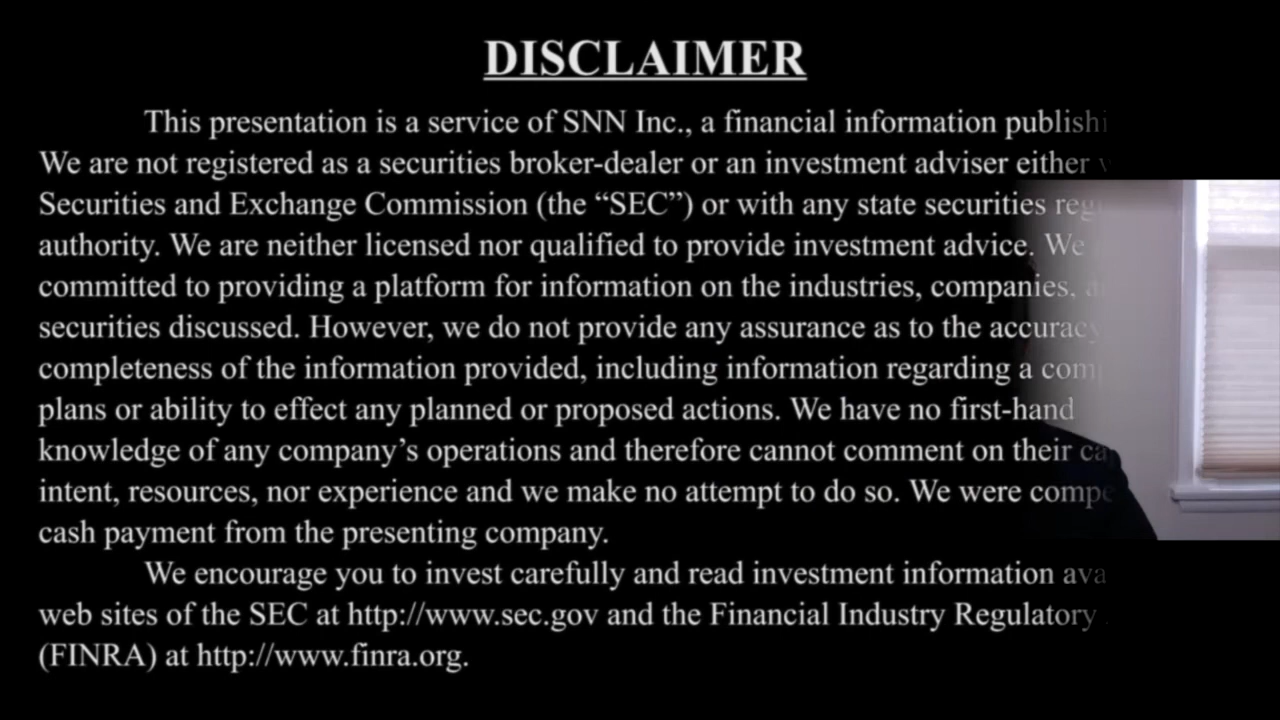 DISCLAIMER
This presentation is a service of SNN Inc., a financial information
We are not registered as a securities broker-dealer or an investment adviser either
Securities and Exchange Commission (the “SEC”) or with any state securities
authority. We are neither licensed nor qualified to provide investment advice. We
committed to providing a platform for information on the industries, companies,
securities discussed. However, we do not provide any assurance as to the
completeness of the information provided, including information regarding a
plans or ability to effect any planned or proposed actions. We have no first-hand
knowledge of any company’s operations and therefore cannot comment on their
intent, resources, nor experience and we make no attempt to do so. We were
cash payment from the presenting company.
We encourage you to invest carefully and read investment information
web sites of the SEC at http://www.sec.gov and the Financial Industry Regulatory
(FINRA) at http://www.finra.org.